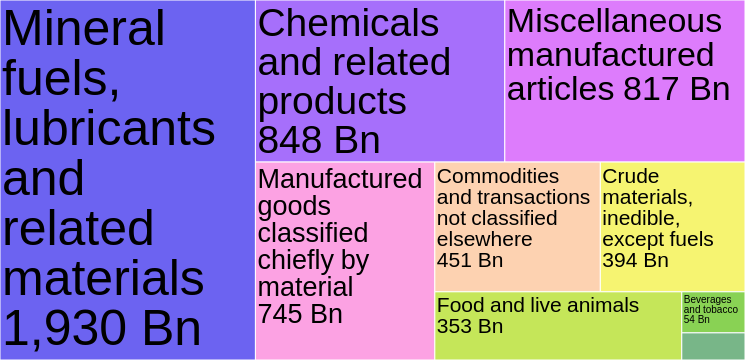 Mineral
fuels,
lubricants
and
related
materials
1,930 Bn
Chemicals
and related
products
848 Bn
Miscellaneous
manufactured
articles 817 Bn
Manufactured
goods
classified
chiefly by
material
745 Bn
Commodities
and transactions
not classified
elsewhere
451 Bn
Crude
materials,
inedible,
except fuels
394 Bn
Food and live animals
353 Bn
Beverages
and tobacco
54 Bn